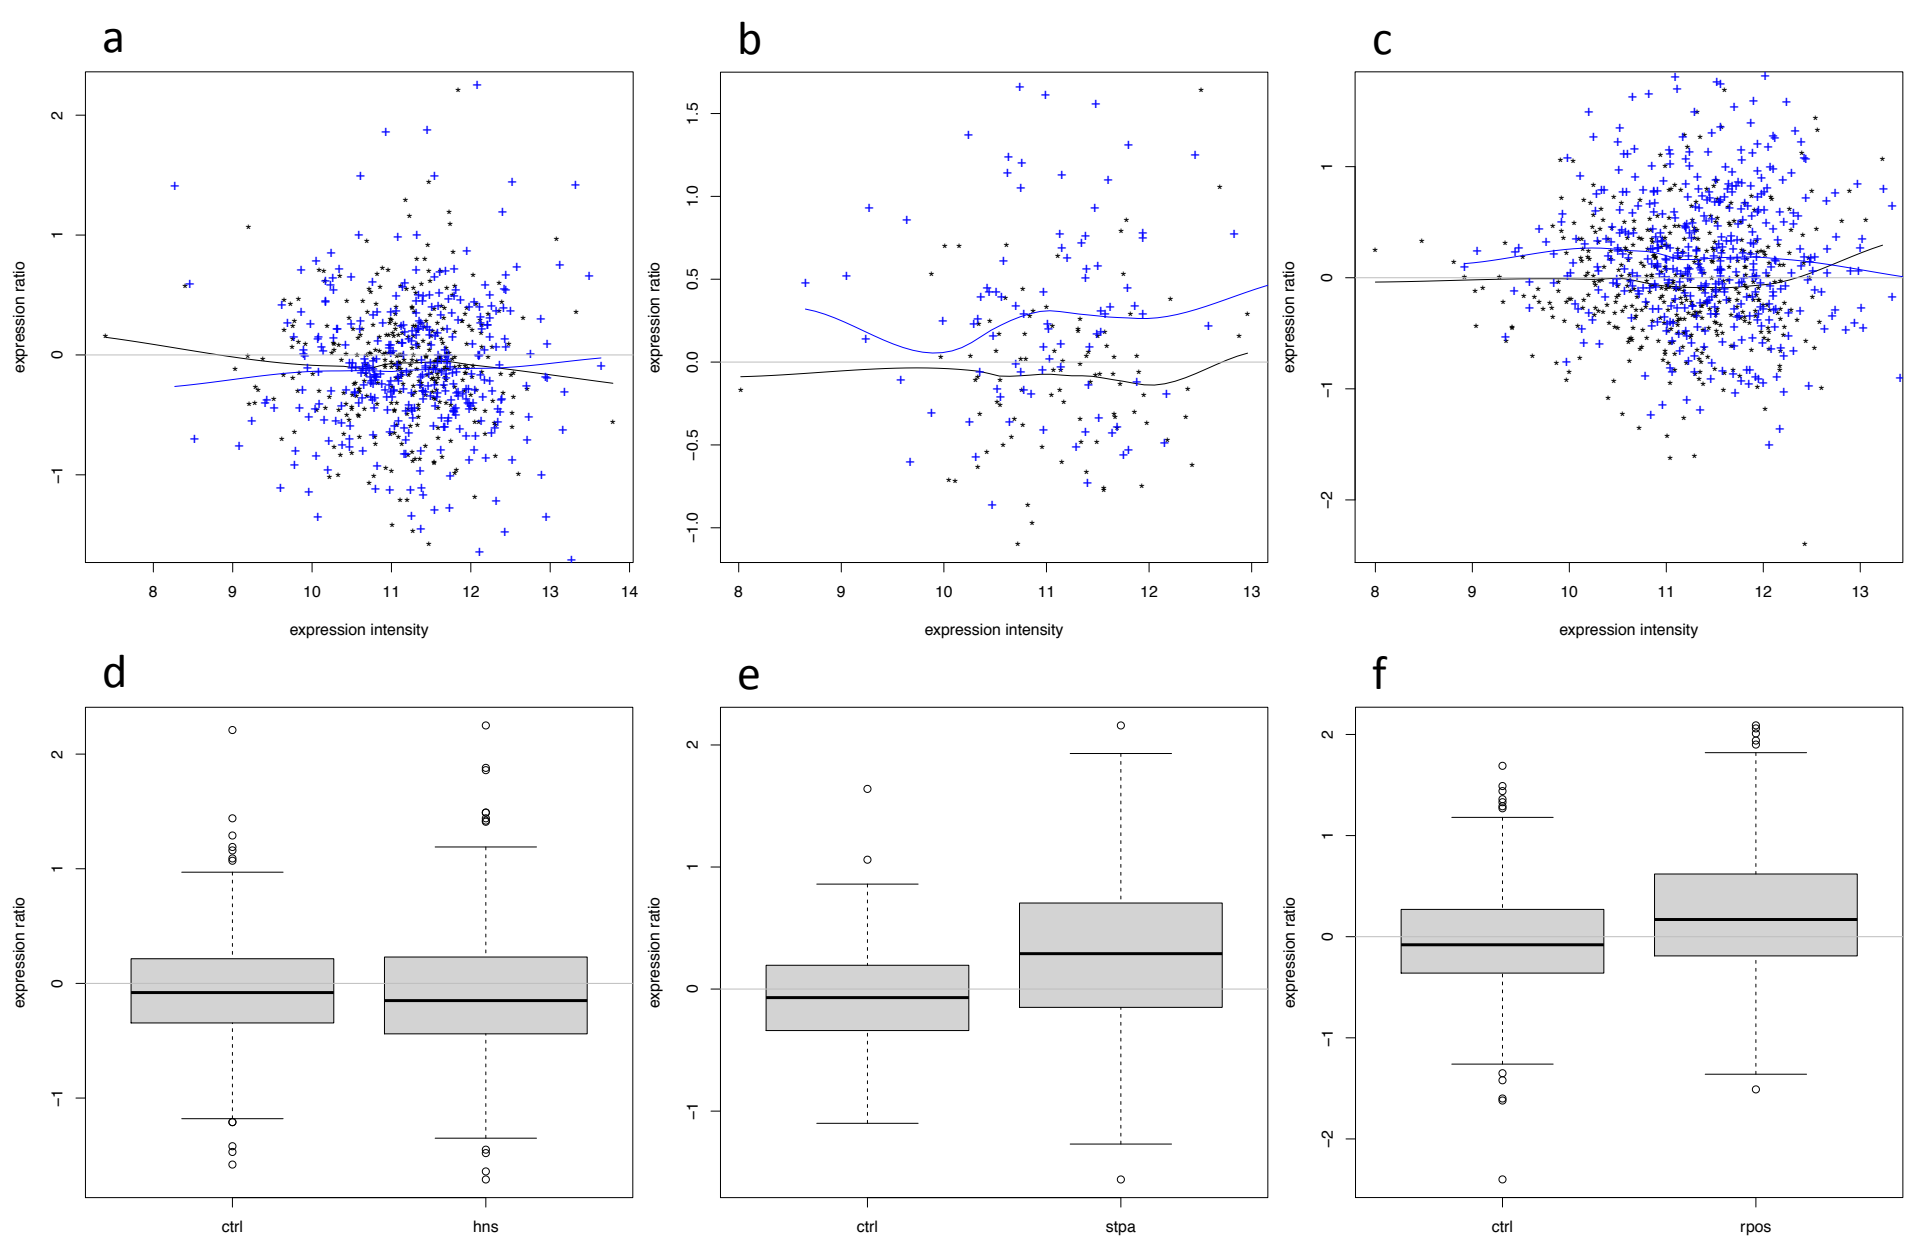 a
b
c
2
1
0
−1
expression ratio
8 9 10 11 12 13 14
expression intensity
1.5
1.0
0.5
0.0
−0.5
−1.0
expression ratio
8 9 10 11 12 13
expression intensity
1
0
−1
−2
expression ratio
8 9 10 11 12 13
expression intensity
d
e
f
2
1
0
−1
expression ratio
ctrl hns
2
1
0
−1
expression ratio
ctrl stpa
2
1
0
−1
−2
expression ratio
ctrl rpos